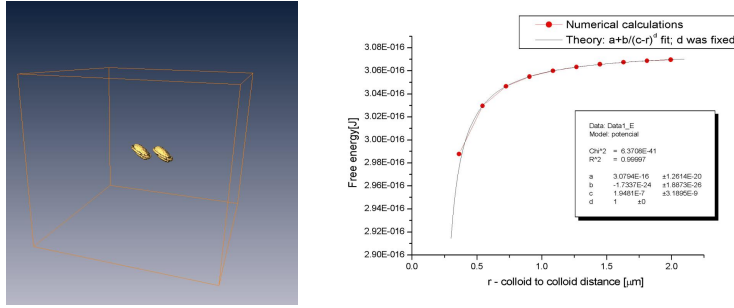 Numerical calculations
Theory: a+b/(c-r)^d fit; d was fixed
3.08E-016
3.06E-016
3.04E-016
3.02E-016
3.00E-016
2.98E-016
2.96E-016
2.94E-016
2.92E-016
2.90E-016
Free energy[J]
Data: Data1_E
Model: potencial
Chi^2 = 6.3708E-41
R^2 = 0.99997
a 3.0794E-16 ±1.2614E-20
b -1.7337E-24 ±1.8873E-26
c 1.9481E-7 ±3.1895E-9
d 1 ±0
0.0 0.5 1.0 1.5 2.0
r - colloid to colloid distance [µm]